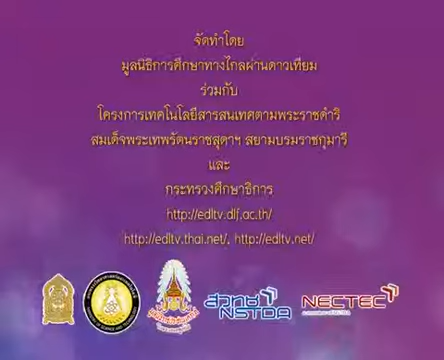 จัดทำโดย
มูลนิธิการศึกษาทางไกลผ่านดาวเทียม
ร่วมกับ
โครงการเทคโนโลยีสารสนเทศตามพระราชดำริ
สมเด็จพระเทพรัตนราชสุดาฯ สยามบรมราชกุมารี
และ
กระทรวงศึกษาธิการ
http://edltv.dlf.ac.th/
http://edltv.thai.net/, http://edltv.net/
สวทช NSTDA
NECTEC